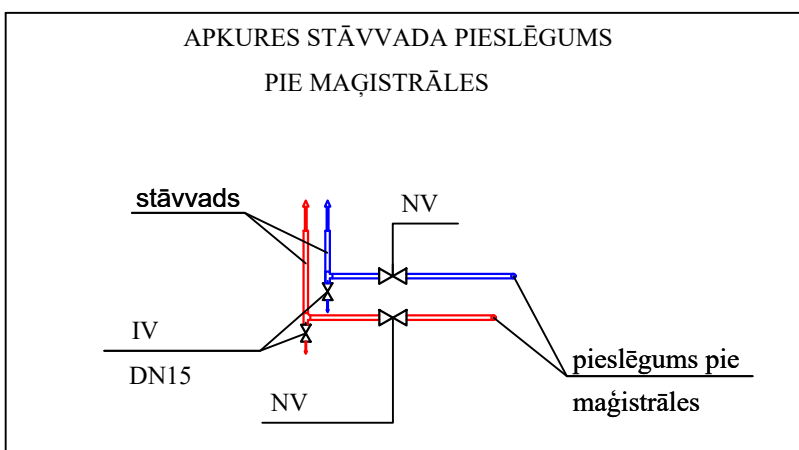 APKURES STĀVVADA PIESLĒGUMS
PIE MAĢISTRĀLES
stāvvads
NV
IV
DN15
NV
pieslēgums pie
maģistrāles